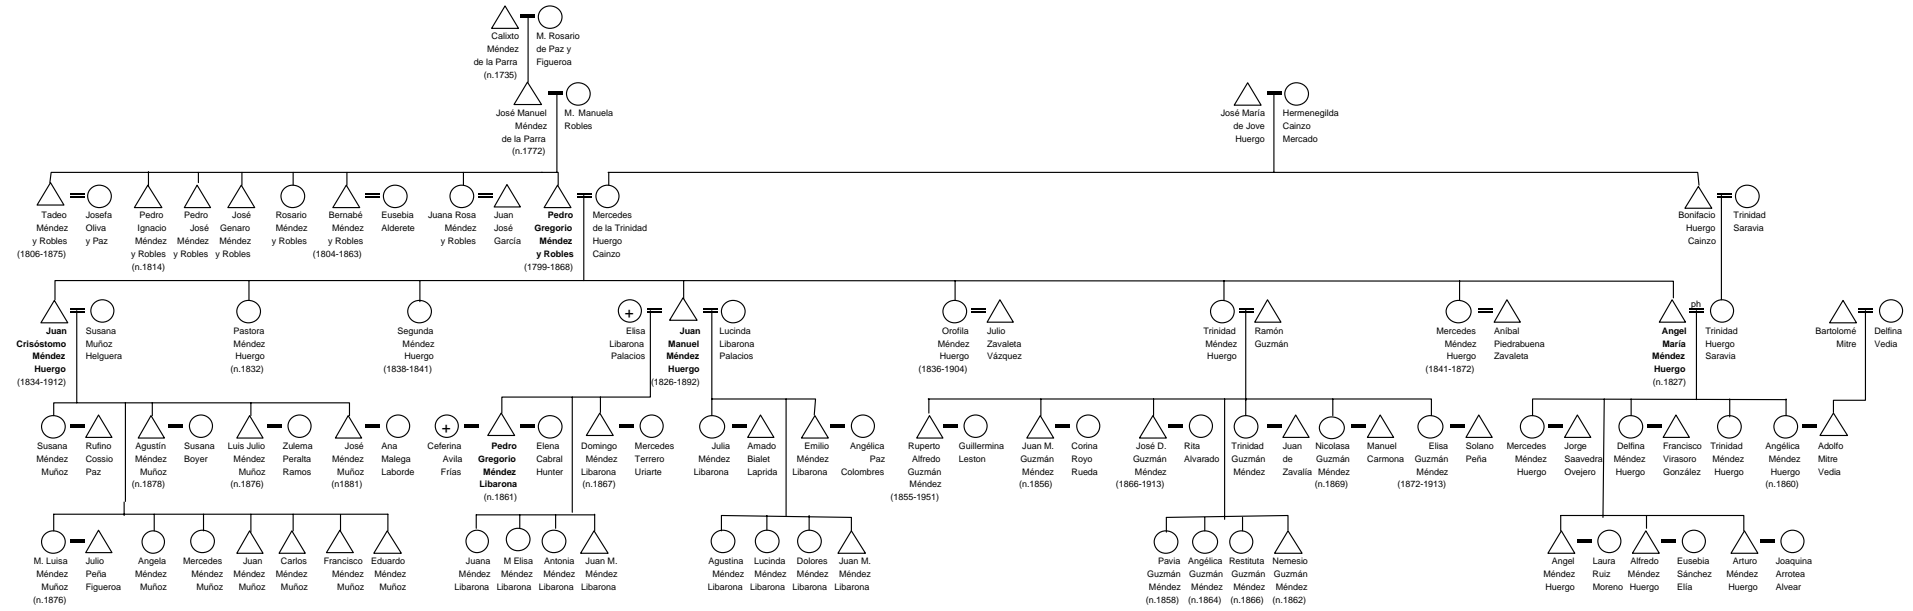 Calixto
Méndez
de la Parra
(n.1735)
M. Rosario
de Paz y
Figueroa
José Manuel
Méndez
de la Parra
(n.1772)
M. Manuela
Robles
José María
de Jove
Huergo
Hermenegilda
Cainzo
Mercado
Tadeo
Méndez
y Robles
(1806-1875)
Josefa
Oliva
y Paz
Pedro
Ignacio
Méndez
y Robles
(n.1814)
Pedro
José
Méndez
y Robles
José
Genaro
Méndez
y Robles
Rosario
Méndez
y Robles
Bernabé
Méndez
y Robles
(1804-1863)
Eusebia
Alderete
Juana Rosa
Méndez
y Robles
Juan
José
García
Pedro
Gregorio
Méndez
y Robles
(1799-1868)
Mercedes
de la Trinidad
Huergo
Cainzo
Bonifacio
Huergo
Cainzo
Trinidad
Saravia
Juan
Crisóstomo
Méndez
Huergo
(1834-1912)
Susana
Muñoz
Helguera
Pastora
Méndez
Huergo
(n.1832)
Segunda
Méndez
Huergo
(1838-1841)
+
Elisa
Libarona
Palacios
Juan
Manuel
Méndez
Huergo
(1826-1892)
Lucinda
Libarona
Palacios
Orofila
Méndez
Huergo
(1836-1904)
Julio
Zavaleta
Vázquez
Trinidad
Méndez
Huergo
Ramón
Guzmán
Mercedes
Méndez
Huergo
(1841-1872)
Aníbal
Piedrabuena
Zavaleta
Angel
María
Méndez
Huergo
(n.1827)
ph
Trinidad
Huergo
Saravia
Bartolomé
Mitre
Delfina
Vedia
Susana
Méndez
Muñoz
Rufino
Cossio
Paz
Agustín
Méndez
Muñoz
(n.1878)
Susana
Boyer
Luis Julio
Méndez
Muñoz
(n.1876)
Zulema
Peralta
Ramos
José
Méndez
Muñoz
(n1881)
Ana
Malega
Laborde
+
Ceferina
Avila
Frías
Pedro
Gregorio
Méndez
Libarona
(n.1861)
Elena
Cabral
Hunter
Domingo
Méndez
Libarona
(n.1867)
Mercedes
Terrero
Uriarte
Julia
Méndez
Libarona
Amado
Bialet
Laprida
Emilio
Méndez
Libarona
Angélica
Paz
Colombres
Ruperto
Alfredo
Guzmán
Méndez
(1855-1951)
Guillermina
Leston
Juan M.
Guzmán
Méndez
(n.1856)
Corina
Royo
Rueda
José D.
Guzmán
Méndez
(1866-1913)
Rita
Alvarado
Trinidad
Guzmán
Méndez
Juan
de
Zavalía
Nicolasa
Guzmán
Méndez
(n.1869)
Manuel
Carmona
Elisa
Guzmán
Méndez
(1872-1913)
Solano
Peña
Mercedes
Méndez
Huergo
Jorge
Saavedra
Ovejero
Delfina
Méndez
Huergo
Francisco
Virasoro
González
Trinidad
Méndez
Huergo
Angélica
Méndez
Huergo
(n.1860)
Adolfo
Mitre
Vedia
M. Luisa
Méndez
Muñoz
(n.1876)
Julio
Peña
Figueroa
Angela
Méndez
Muñoz
Mercedes
Méndez
Muñoz
Juan
Méndez
Muñoz
Carlos
Méndez
Muñoz
Francisco
Méndez
Muñoz
Eduardo
Méndez
Muñoz
Juana
Méndez
Libarona
M Elisa
Méndez
Libarona
Antonia
Méndez
Libarona
Juan M.
Méndez
Libarona
Agustina
Méndez
Libarona
Lucinda
Méndez
Libarona
Dolores
Méndez
Libarona
Juan M.
Méndez
Libarona
Pavia
Guzmán
Méndez
(n.1858)
Angélica
Guzmán
Méndez
(n.1864)
Restituta
Guzmán
Méndez
(n.1866)
Nemesio
Guzmán
Méndez
(n.1862)
Angel
Méndez
Huergo
Laura
Ruiz
Moreno
Alfredo
Méndez
Huergo
Eusebia
Sánchez
Elía
Arturo
Méndez
Huergo
Joaquina
Arrotea
Alvear